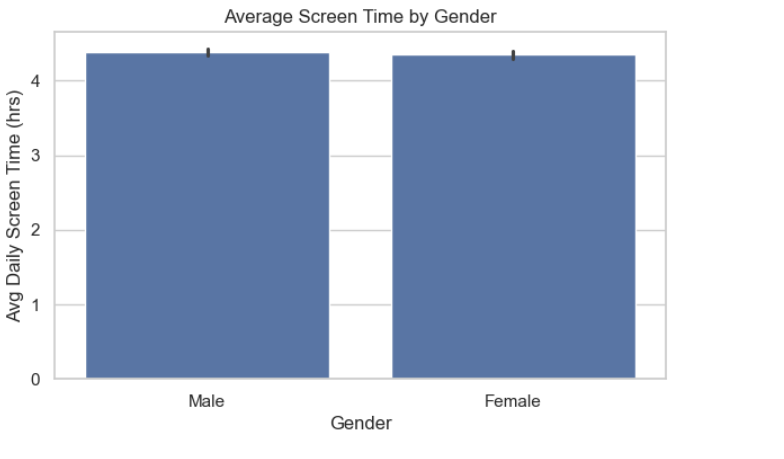 Average Screen Time by Gender
Avg Daily Screen Time (hrs)
4
3
2
1
0
Male Female
Gender